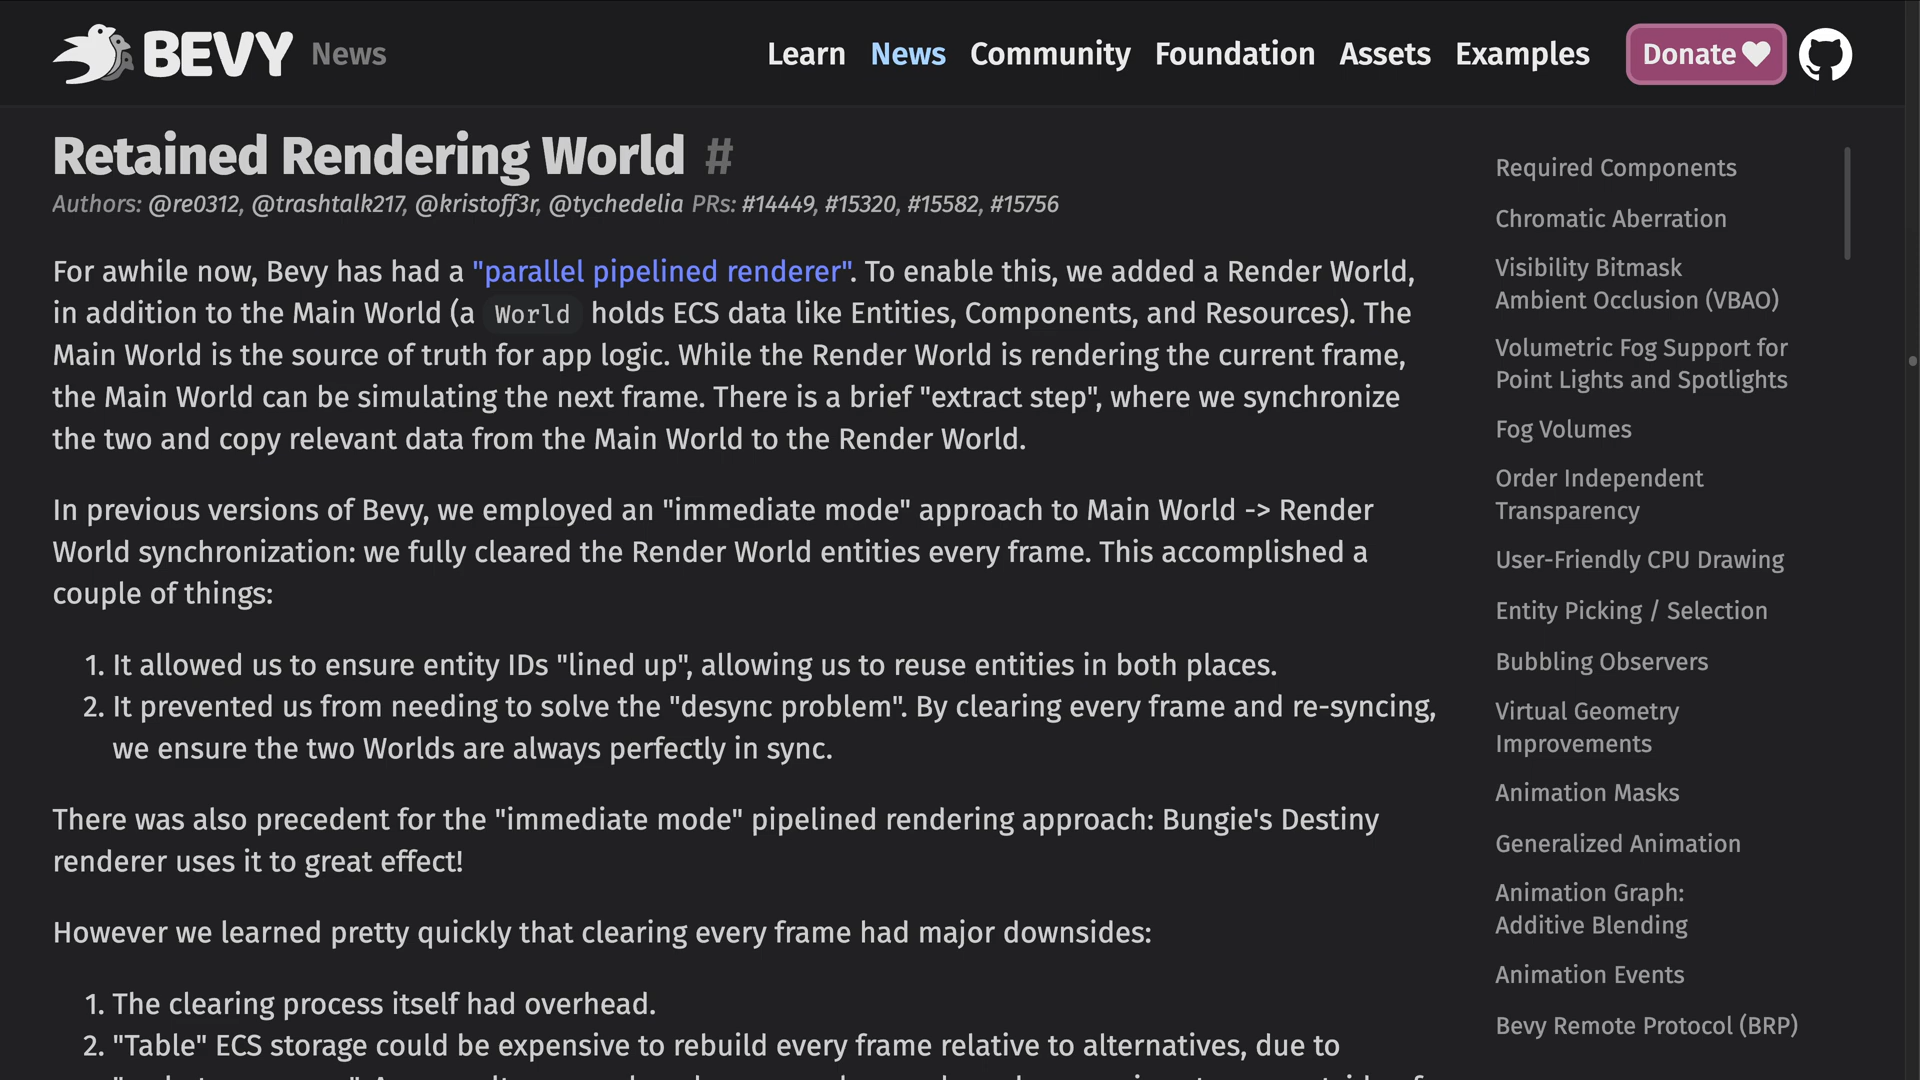 BEVY News
Learn News Community Foundation Assets Examples Donate
Retained Rendering World #
Authors: @re0312, @trashtalk217, @kristoff3r, @tychedelia PRs: #14449, #15320, #15582, #15756
For awhile now, Bevy has had a "parallel pipelined renderer". To enable this, we added a Render World,
in addition to the Main World (a World holds ECS data like Entities, Components, and Resources). The
Main World is the source of truth for app logic. While the Render World is rendering the current frame,
the Main World can be simulating the next frame. There is a brief "extract step", where we synchronize
the two and copy relevant data from the Main World to the Render World.
In previous versions of Bevy, we employed an "immediate mode" approach to Main World -> Render
World synchronization: we fully cleared the Render World entities every frame. This accomplished a
couple of things:
1. It allowed us to ensure entity IDs "lined up", allowing us to reuse entities in both places.
2. It prevented us from needing to solve the "desync problem". By clearing every frame and re-syncing,
we ensure the two Worlds are always perfectly in sync.
There was also precedent for the "immediate mode" pipelined rendering approach: Bungie's Destiny
renderer uses it to great effect!
However we learned pretty quickly that clearing every frame had major downsides:
1. The clearing process itself had overhead.
2. "Table" ECS storage could be expensive to rebuild every frame relative to alternatives, due to
Required Components
Chromatic Aberration
Visibility Bitmask
Ambient Occlusion (VBAO)
Volumetric Fog Support for
Point Lights and Spotlights
Fog Volumes
Order Independent
Transparency
User-Friendly CPU Drawing
Entity Picking / Selection
Bubbling Observers
Virtual Geometry
Improvements
Animation Masks
Generalized Animation
Animation Graph:
Additive Blending
Animation Events
Bevy Remote Protocol (BRP)